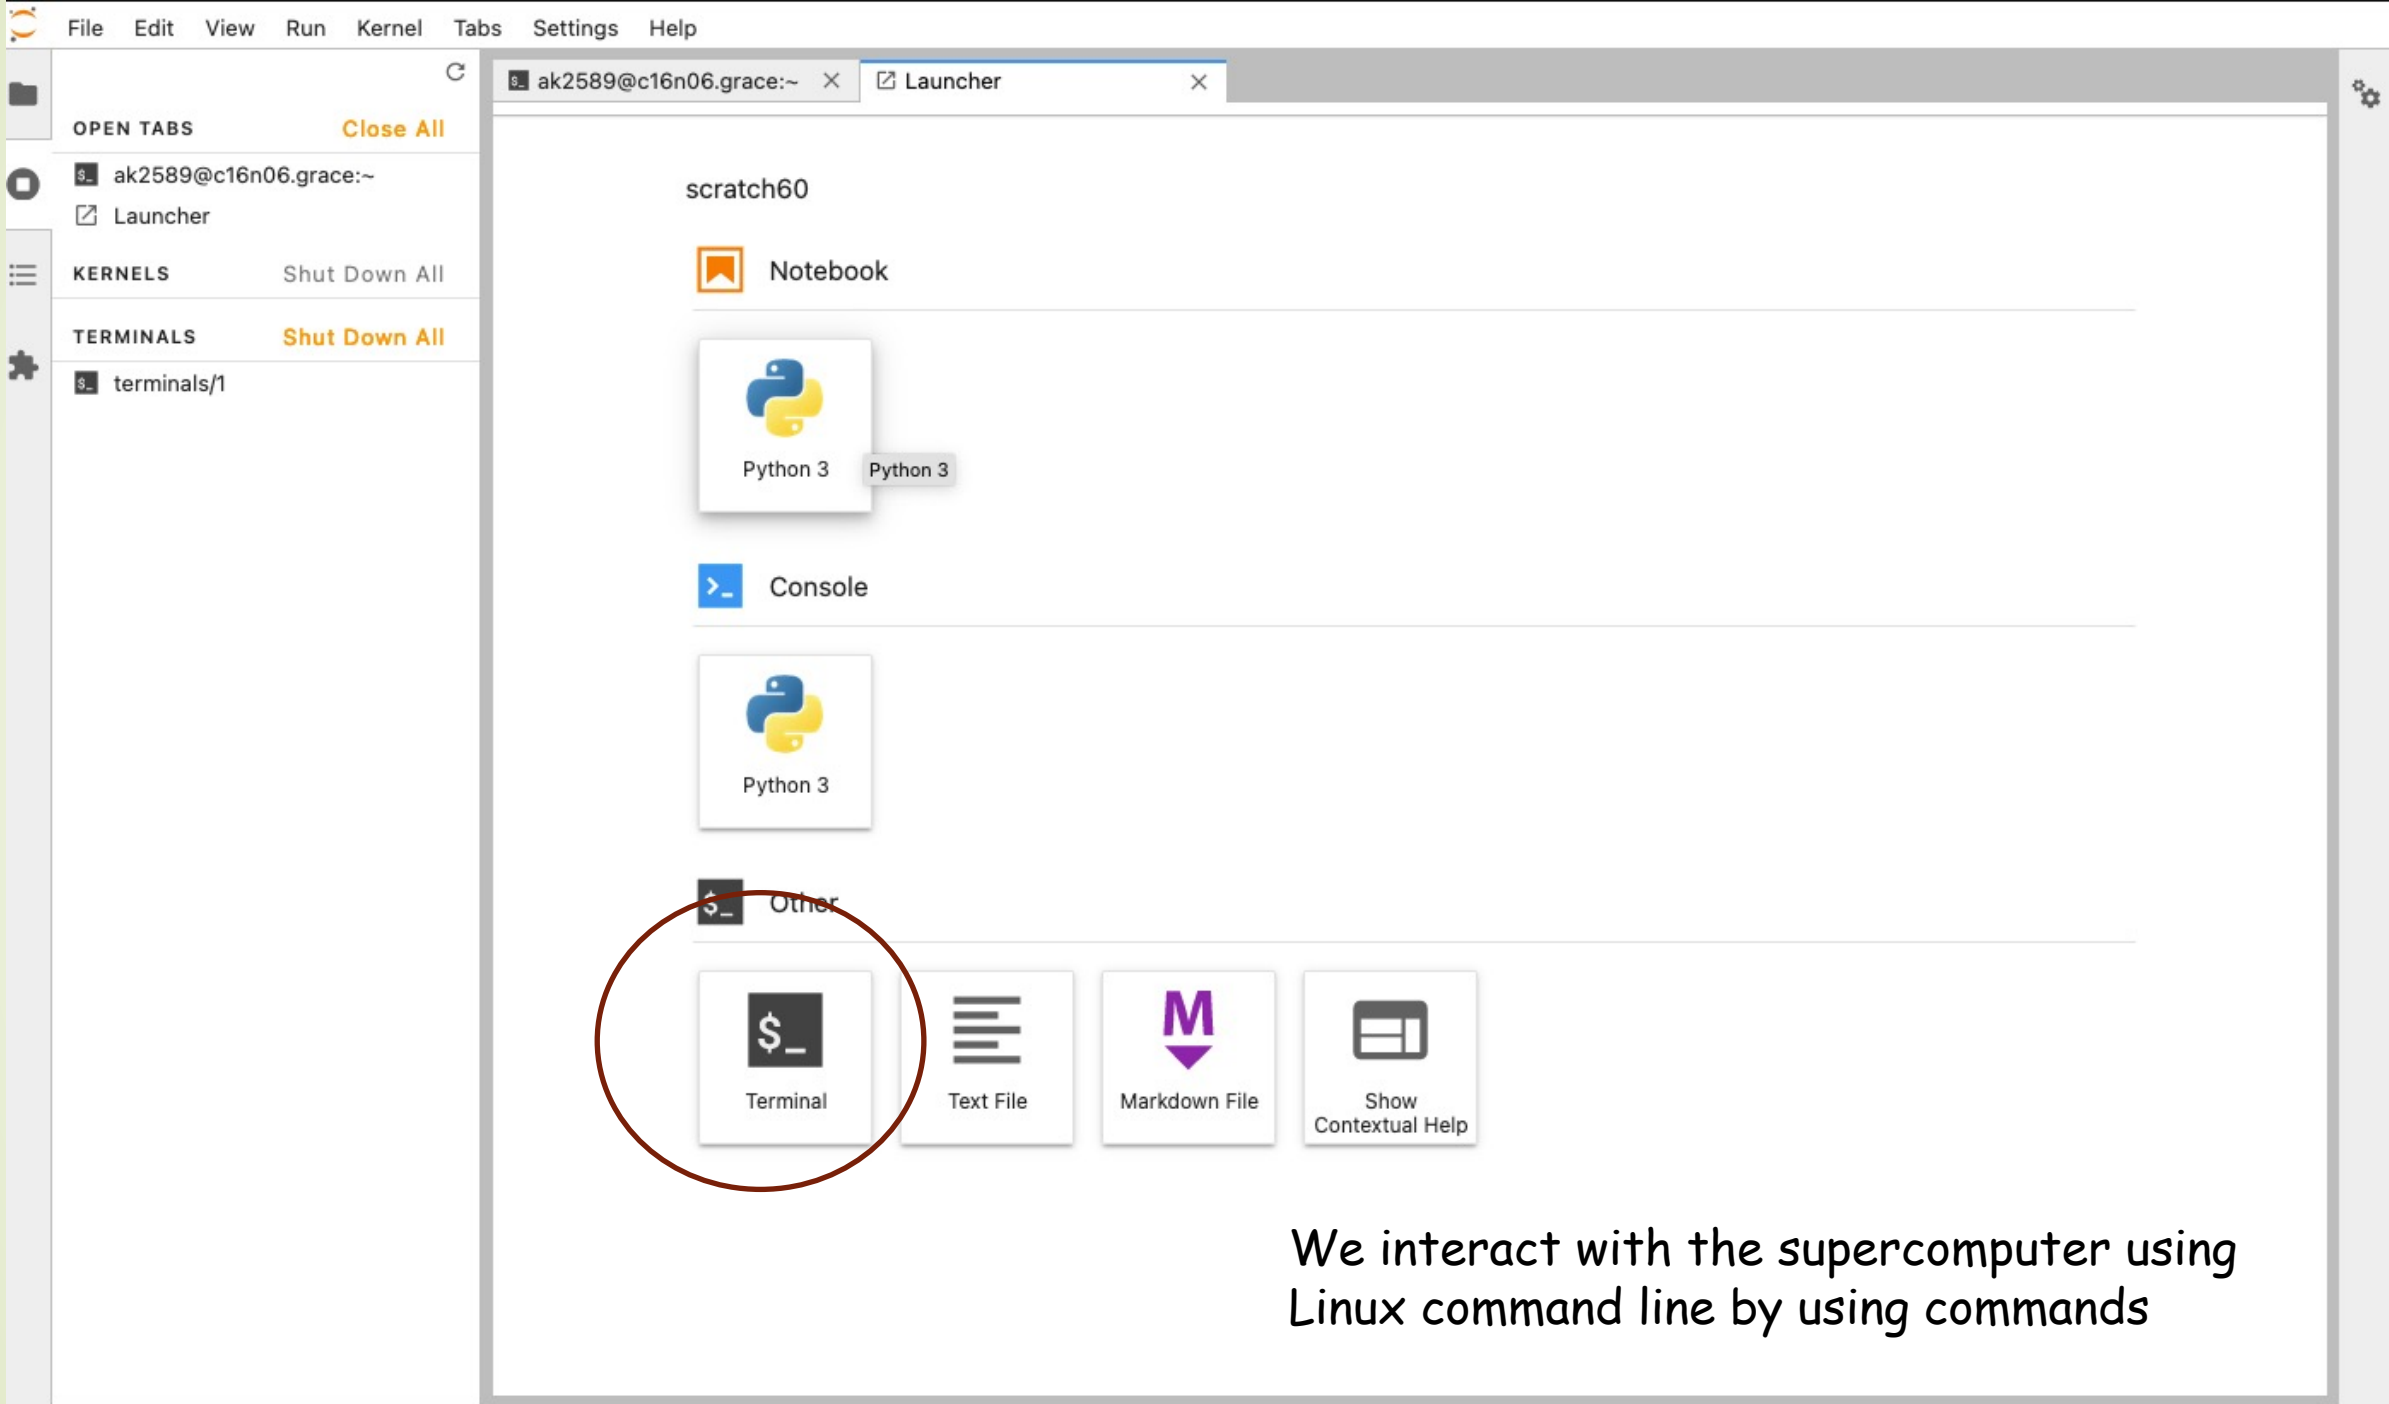 File Edit View Run Kernel Tabs Settings Help
OPEN TABS Close All
ak2589@c16n06.grace:~
Launcher
KERNELS Shut Down All
TERMINALS Shut Down All
terminals/1
ak2589@c16n06.grace:~ Launcher
scratch60
Notebook
Python 3
Python 3
Console
Python 3
$_ Other
$_
Terminal
Text File
M
Markdown File
Show
Contextual Help
We interact with the supercomputer using
Linux command line by using commands